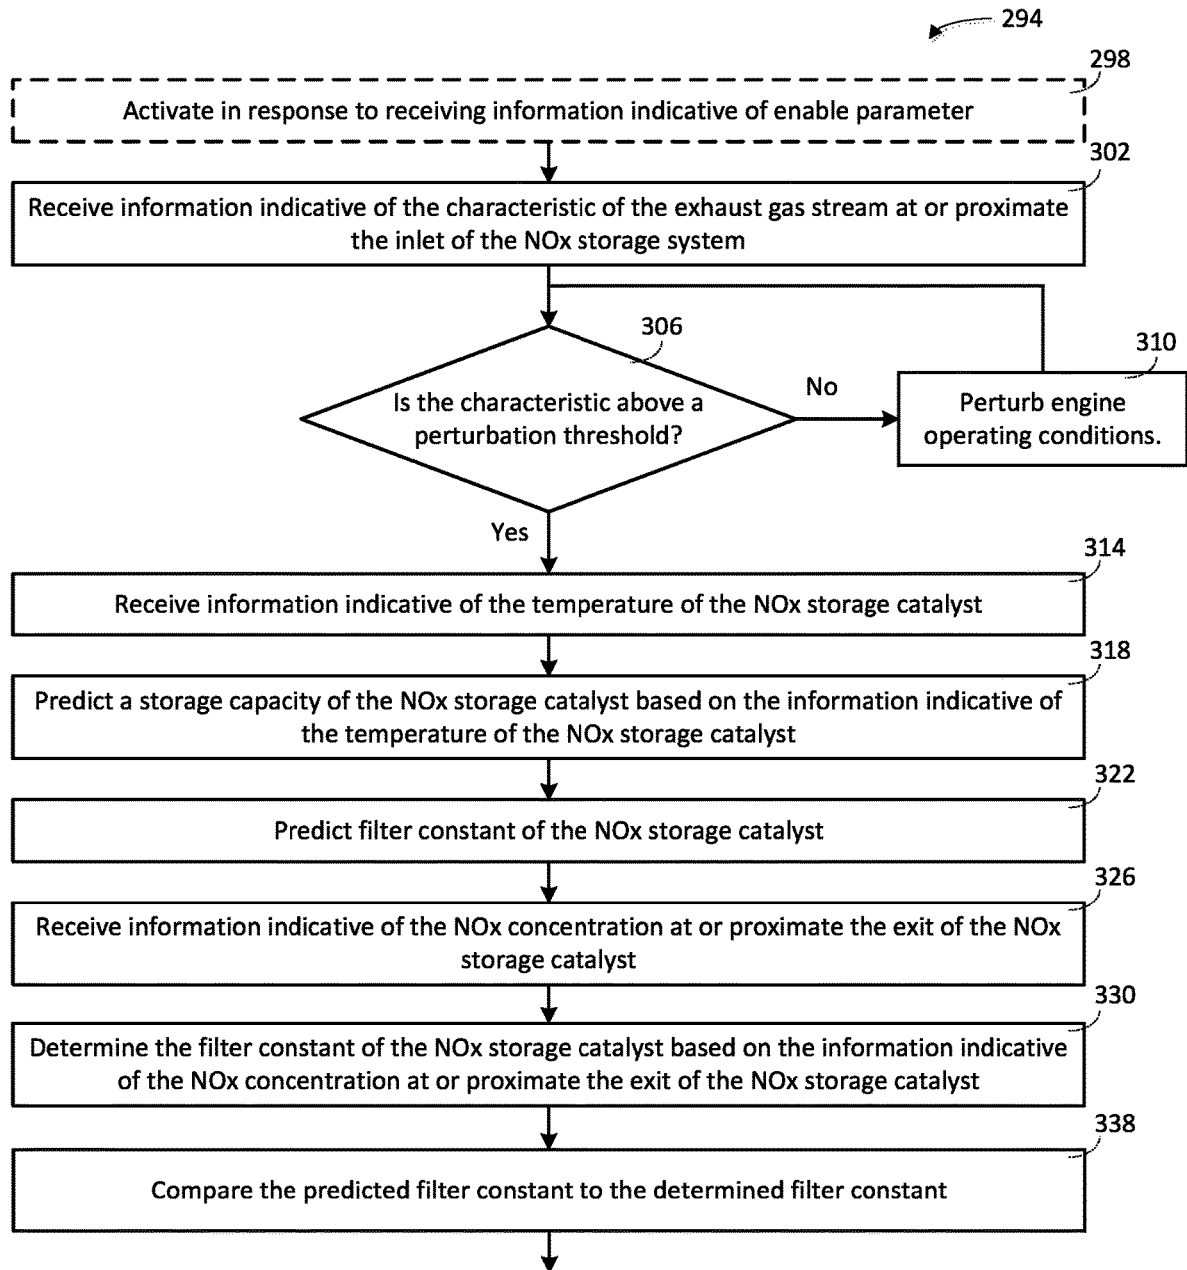 294
298
Activate in response to receiving information indicative of enable parameter
302
Receive information indicative of the characteristic of the exhaust gas stream at or proximate
the inlet of the NOx storage system
306
Is the characteristic above a
perturbation threshold?
No
310
Perturb engine
operating conditions.
Yes
314
Receive information indicative of the temperature of the NOx storage catalyst
318
Predict a storage capacity of the NOx storage catalyst based on the information indicative of
the temperature of the NOx storage catalyst
322
Predict filter constant of the NOx storage catalyst
326
Receive information indicative of the NOx concentration at or proximate the exit of the NOx
storage catalyst
330
Determine the filter constant of the NOx storage catalyst based on the information indicative
of the NOx concentration at or proximate the exit of the NOx storage catalyst
338
Compare the predicted filter constant to the determined filter constant